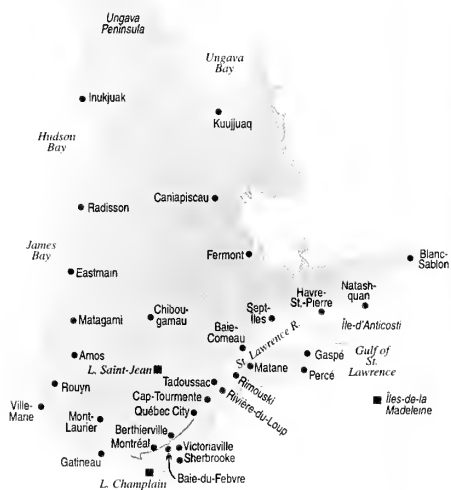 Ungava
Peninsula
Ungava
Bay
Inukjuak
Kuujjuaq
Hudson
Bay
Caniapiscau
Radisson
James
Bay
Fermont
Blanc-
Sablon
Eastmain
Natash-
quan
Havre-
St.-Pierre
Chibou-
gamau
Sept-
Îles
Matagami
Île d'Anticosti
Baie-
Comeau
St. Lawrence R.
Amos
Gaspé
Gulf of
St.
Lawrence
L. Saint-Jean
Matane
Percé
Rouyn
Tadoussac
Rimouski
Cap-Tourmente
Rivière-du-Loup
Îles-de-la
Madeleine
Ville-
Marie
Mont-
Laurier
Québec City
Berthierville
Montréal
Victoriaville
Gatineau
Sherbrooke
L. Champlain
Baie-du-Febvre